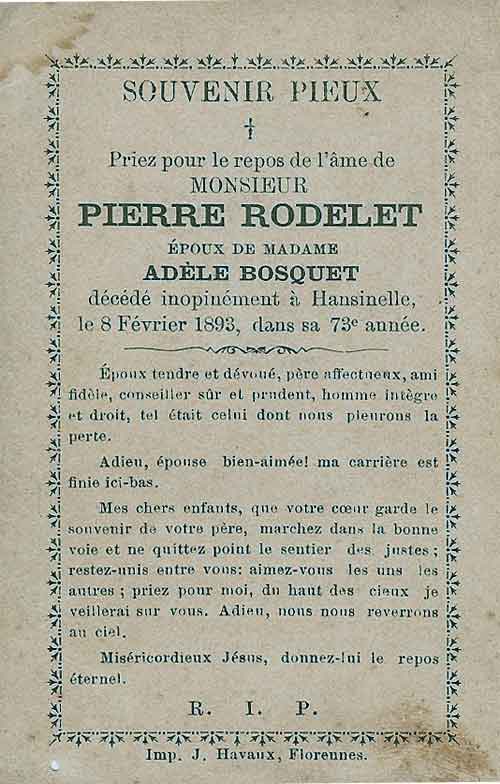 SOUVENIR PIEUX
†
Priez pour le repos de l'âme de
MONSIEUR
PIERRE RODELET
ÉPOUX DE MADAME
ADÈLE BOSQUET
décédé inopinément à Hansinelle,
le 8 Février 1893, dans sa 73e année.
Époux tendre et dévoué, père affectueux, ami
fidèle, conseiller sûr et prudent, homme intègre
et droit, tel était celui dont nous pleurons la
perte.
Adieu, épouse bien-aimée! ma carrière est
finie ici-bas.
Mes chers enfants, que votre cœur garde le
souvenir de votre père, marchez dans la bonne
voie et ne quittez point le sentier des justes ;
restez-unis entre vous: aimez-vous les uns les
autres ; priez pour moi, du haut des cieux je
veillerai sur vous. Adieu, nous nous reverrons
au ciel.
Miséricordieux Jésus, donnez-lui le repos
éternel.
R. I. P.
Imp. J. Havaux, Florennes.